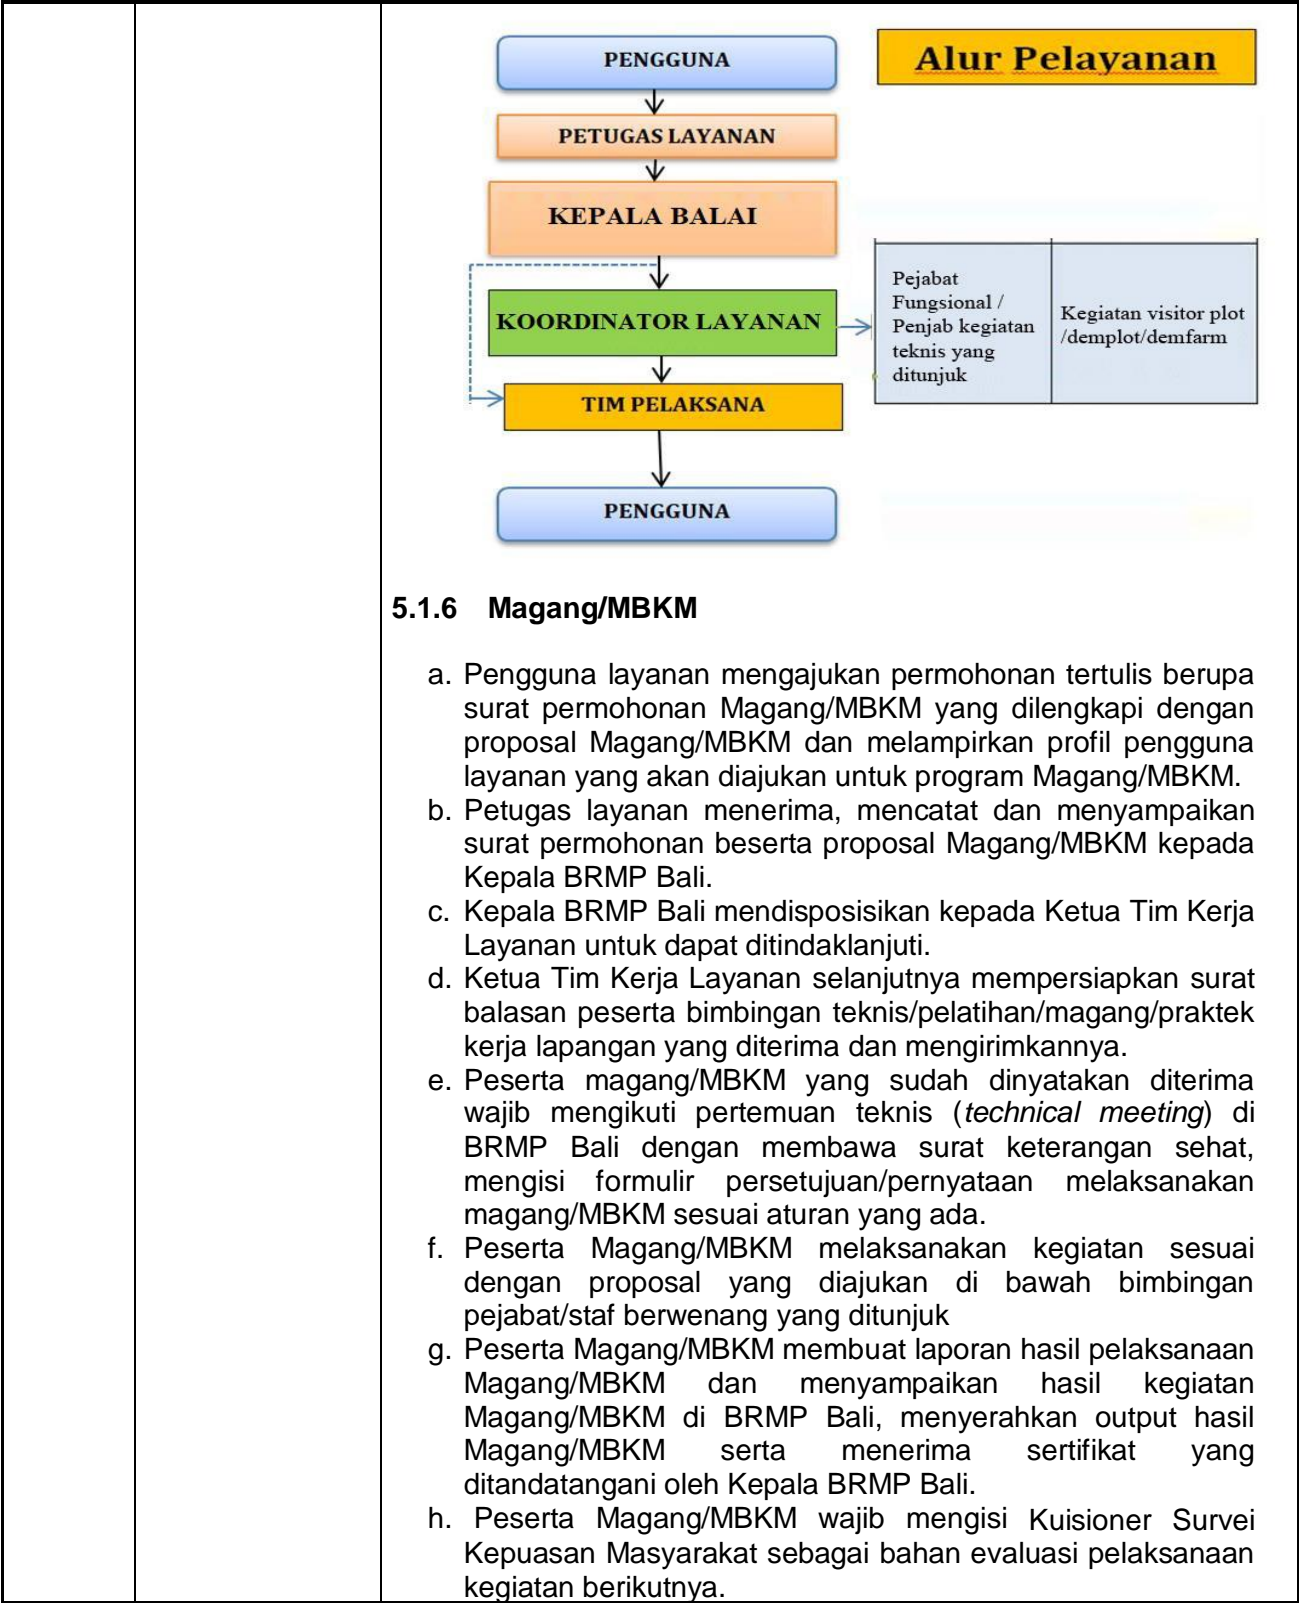 PENGGUNA
Alur Pelayanan
PETUGAS LAYANAN
KEPALA BALAI
KOORDINATOR LAYANAN
Pejabat
Fungsional /
Penjab kegiatan
teknis yang
ditunjuk
Kegiatan visitor plot
/demplot/demfarm
TIM PELAKSANA
PENGGUNA
5.1.6 Magang/MBKM
a. Pengguna layanan mengajukan permohonan tertulis berupa
surat permohonan Magang/MBKM yang dilengkapi dengan
proposal Magang/MBKM dan melampirkan profil pengguna
layanan yang akan diajukan untuk program Magang/MBKM.
b. Petugas layanan menerima, mencatat dan menyampaikan
surat permohonan beserta proposal Magang/MBKM kepada
Kepala BRMP Bali.
c. Kepala BRMP Bali mendisposisikan kepada Ketua Tim Kerja
Layanan untuk dapat ditindaklanjuti.
d. Ketua Tim Kerja Layanan selanjutnya mempersiapkan surat
balasan peserta bimbingan teknis/pelatihan/magang/praktek
kerja lapangan yang diterima dan mengirimkannya.
e. Peserta magang/MBKM yang sudah dinyatakan diterima
wajib mengikuti pertemuan teknis (technical meeting) di
BRMP Bali dengan membawa surat keterangan sehat,
mengisi formulir persetujuan/pernyataan melaksanakan
magang/MBKM sesuai aturan yang ada.
f. Peserta Magang/MBKM melaksanakan kegiatan sesuai
dengan proposal yang diajukan di bawah bimbingan
pejabat/staf berwenang yang ditunjuk
g. Peserta Magang/MBKM membuat laporan hasil pelaksanaan
Magang/MBKM dan menyampaikan hasil kegiatan
Magang/MBKM di BRMP Bali, menyerahkan output hasil
Magang/MBKM serta menerima sertifikat yang
ditandatangani oleh Kepala BRMP Bali.
h. Peserta Magang/MBKM wajib mengisi Kuisioner Survei
Kepuasan Masyarakat sebagai bahan evaluasi pelaksanaan
kegiatan berikutnya.